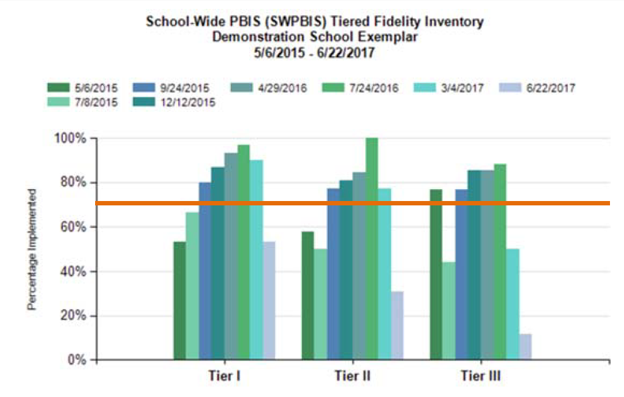 School-Wide PBIS (SWPBIS) Tiered Fidelity Inventory
Demonstration School Exemplar
5/6/2015 - 6/22/2017
5/6/2015 9/24/2015 4/29/2016 7/24/2016 3/4/2017 6/22/2017
7/8/2015 12/12/2015
Percentage Implemented
100%
80%
60%
40%
20%
0%
Tier I Tier II Tier III